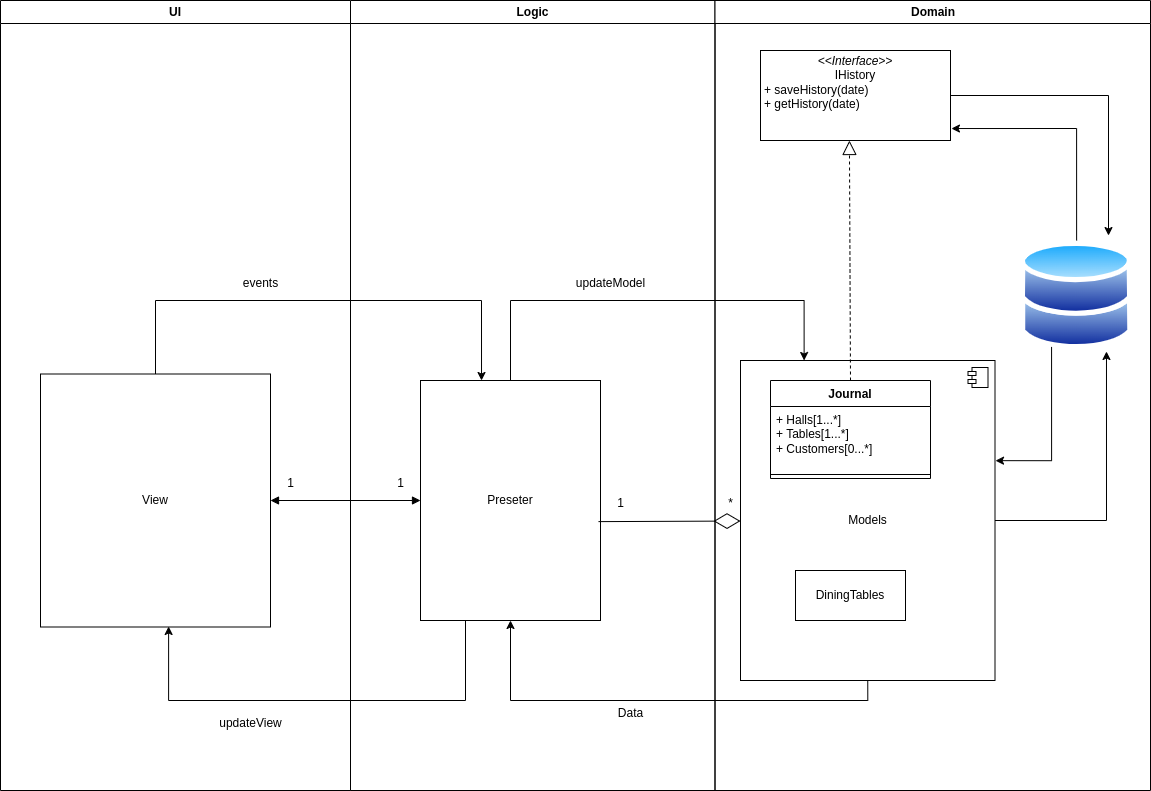 UI
Logic
Domain
<<Interface>>
IHistory
+ saveHistory(date)
+ getHistory(date)
events
updateModel
Journal
+ Halls[1...*]
+ Tables[1...*]
+ Customers[0...*]
1
1
View
Preseter
1
*
Models
DiningTables
Data
updateView